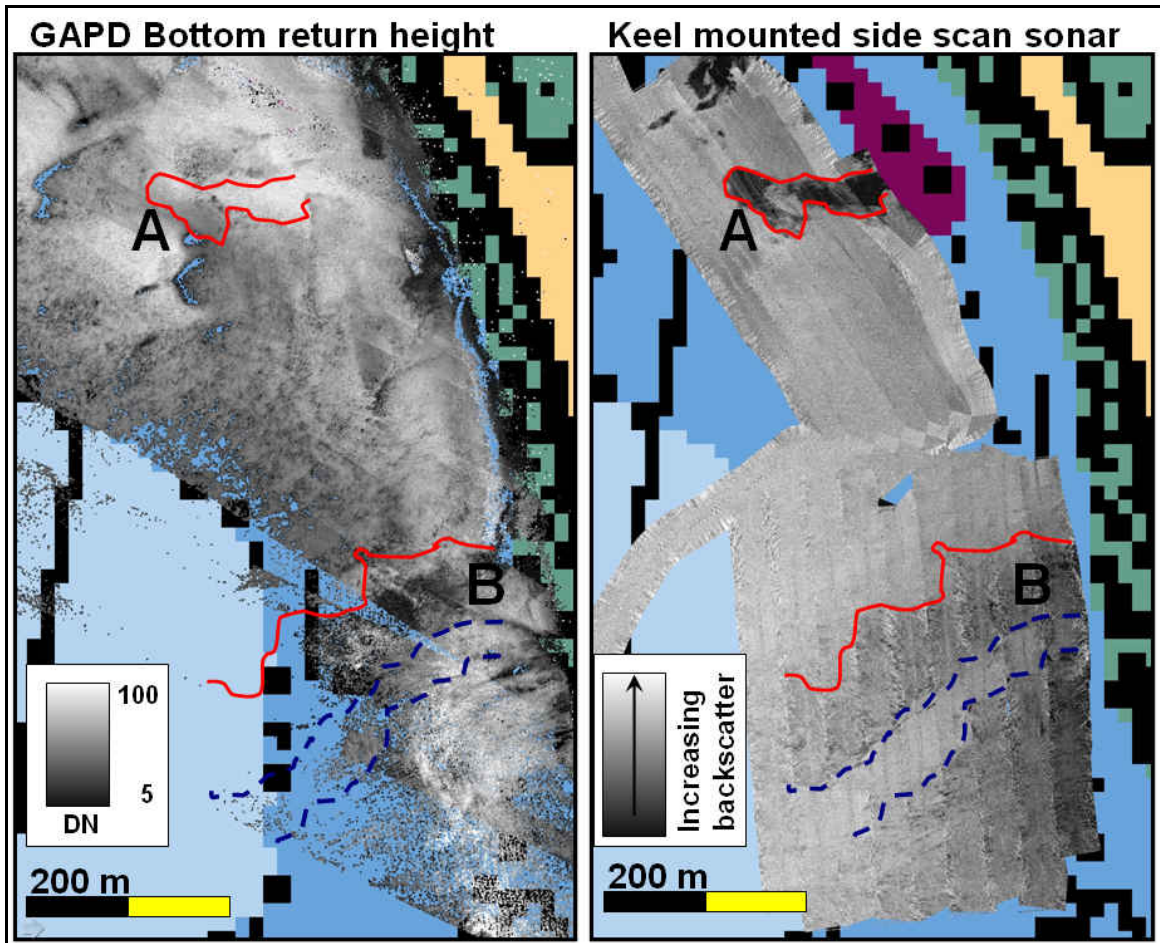 GAPD Bottom return height
A
B
100
5
DN
200 m
Keel mounted side scan sonar
A
B
Increasing
backscatter
200 m